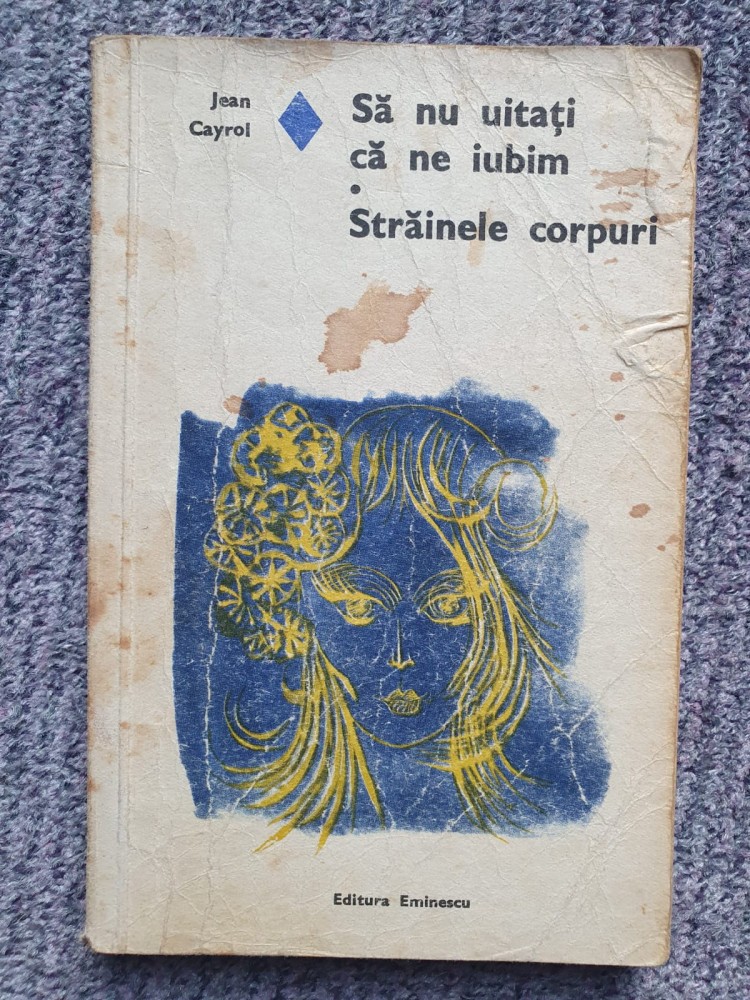 Jean
Cayrol
Să nu uitați
că ne iubim
•
Străinele corpuri
Editura Eminescu